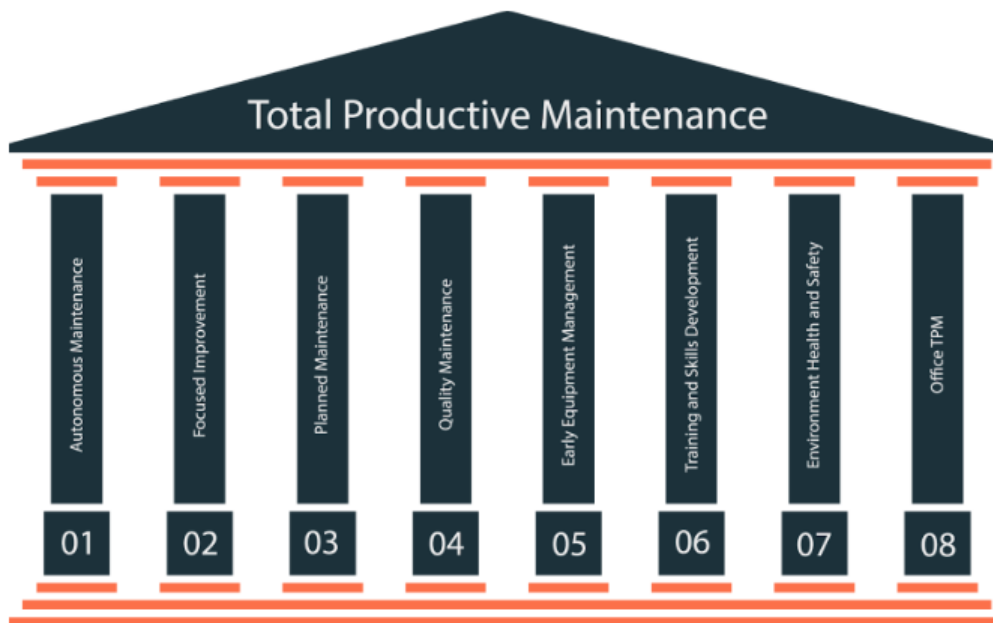 Total Productive Maintenance
Autonomous Maintenance
Focused Improvement
Planned Maintenance
Quality Maintenance
Early Equipment Management
Training and Skills Development
Environment Health and Safety
Office TPM
01
02
03
04
05
06
07
08